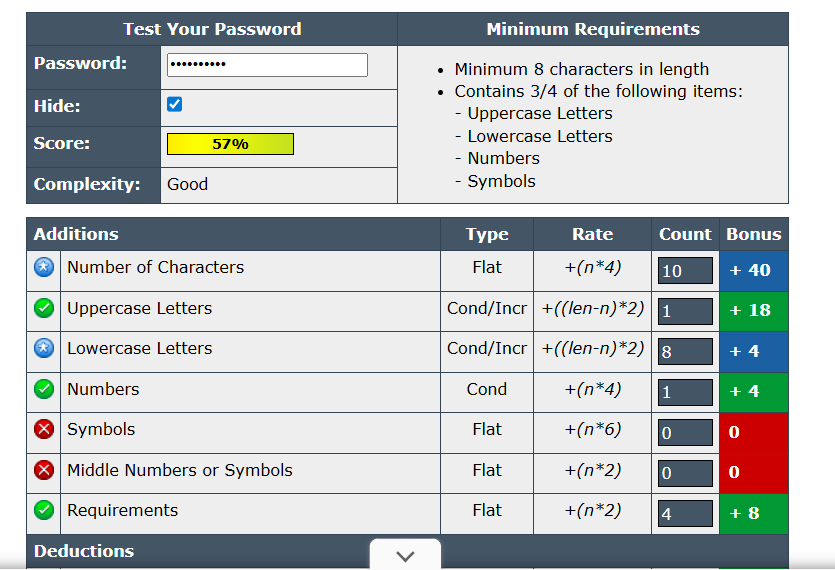 Test Your Password Minimum Requirements
Password: ••••••••••
Hide:
Score: 57%
Complexity: Good
• Minimum 8 characters in length
• Contains 3/4 of the following items:
- Uppercase Letters
- Lowercase Letters
- Numbers
- Symbols
Additions Type Rate Count Bonus
Number of Characters Flat +(n*4) 10 + 40
Uppercase Letters Cond/Incr +((len-n)*2) 1 + 18
Lowercase Letters Cond/Incr +((len-n)*2) 8 + 4
Numbers Cond +(n*4) 1 + 4
Symbols Flat +(n*6) 0 0
Middle Numbers or Symbols Flat +(n*2) 0 0
Requirements Flat +(n*2) 4 + 8
Deductions